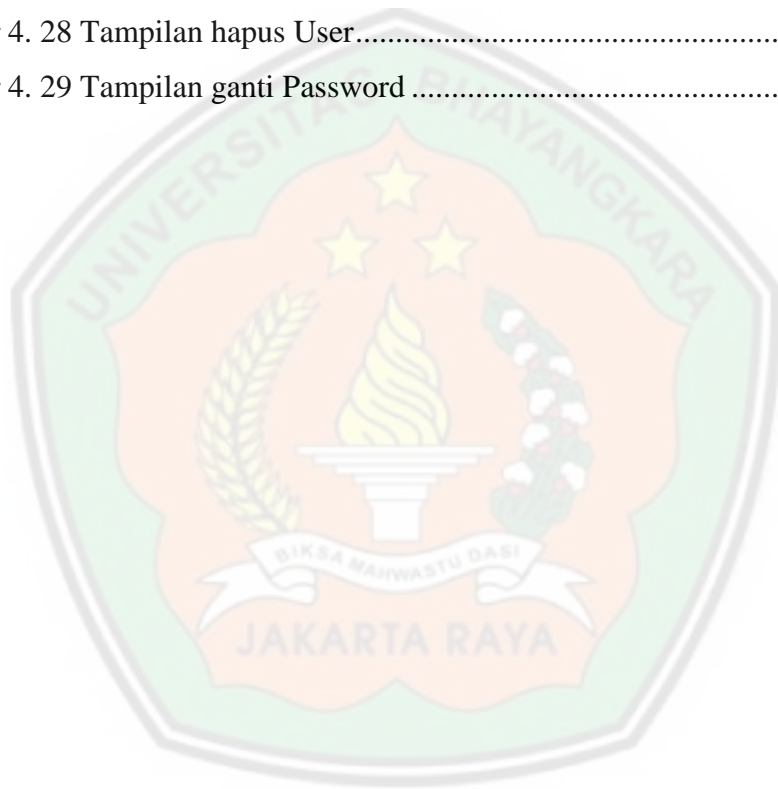 4. 28 Tampilan hapus User.................................................
4. 29 Tampilan ganti Password ..........................................
UNIVERSITAS BHAYANGKARA
BIKSA MAHWASTU DASI
JAKARTA RAYA